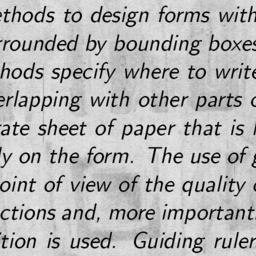 ethods to design forms with
rrounded by bounding boxes
hods specify where to write
erlapping with other parts o
rate sheet of paper that is l
ly on the form. The use of g
oint of view of the quality o
ctions and, more important
ition is used. Guiding ruler